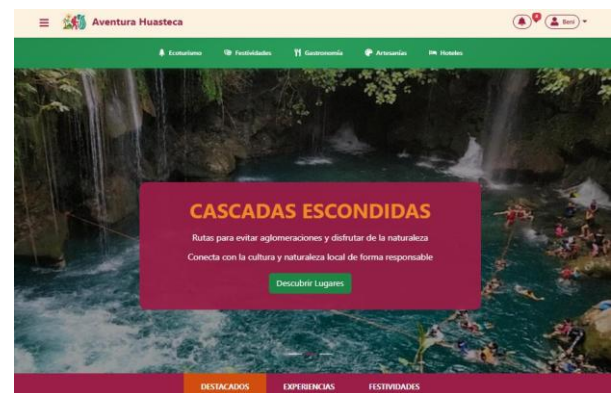 Aventura Huasteca
Beni
Ecoturismo Festividades Gastronomía Artesanías Hoteles
CASCADAS ESCONDIDAS
Rutas para evitar aglomeraciones y disfrutar de la naturaleza
Conecta con la cultura y naturaleza local de forma responsable
Descubrir Lugares
DESTACADOS EXPERIENCIAS FESTIVIDADES